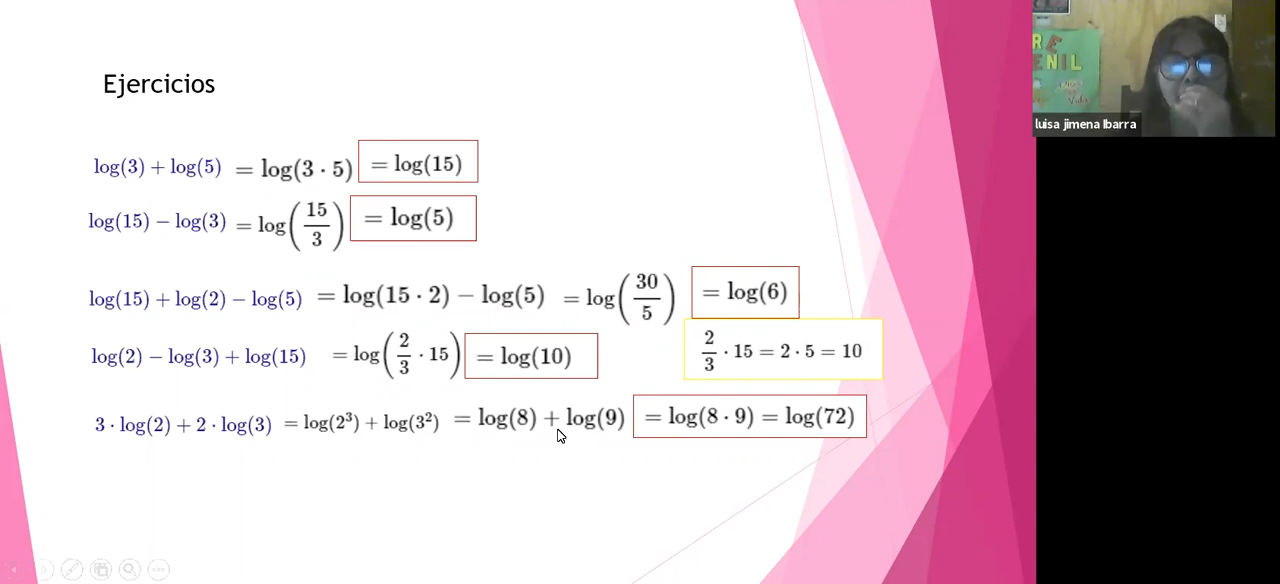 Ejercicios
log(3) + log(5) = log(3 · 5) = log(15)
log(15) − log(3) = log(15/3) = log(5)
log(15) + log(2) − log(5) = log(15 · 2) − log(5) = log(30/5) = log(6)
log(2) − log(3) + log(15) = log(2/3 · 15) = log(10)
2/3 · 15 = 2 · 5 = 10
3 · log(2) + 2 · log(3) = log(2³) + log(3²) = log(8) + log(9) = log(8 · 9) = log(72)
RE
ENIL
Vida
luisa jimena Ibarra